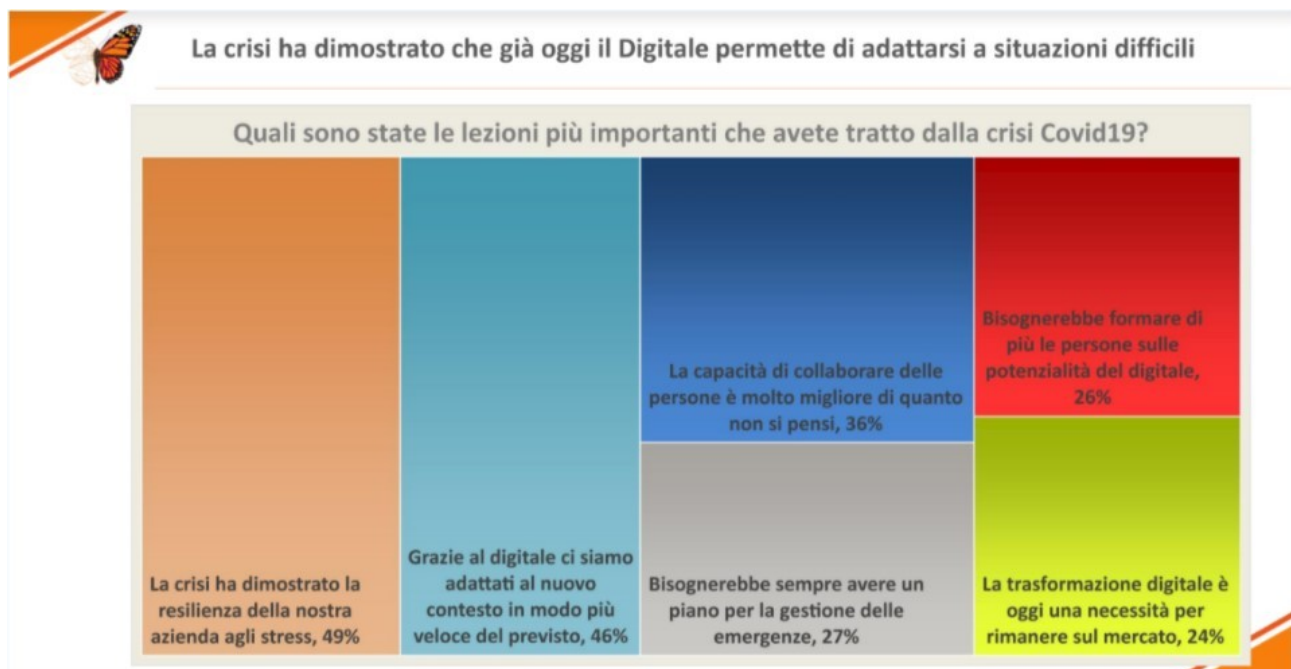 La crisi ha dimostrato che già oggi il Digitale permette di adattarsi a situazioni difficili
Quali sono state le lezioni più importanti che avete tratto dalla crisi Covid19?
La crisi ha dimostrato la
resilienza della nostra
azienda agli stress, 49%
Grazie al digitale ci siamo
adattati al nuovo
contesto in modo più
veloce del previsto, 46%
La capacità di collaborare delle
persone è molto migliore di quanto
non si pensi, 36%
Bisognerebbe sempre avere un
piano per la gestione delle
emergenze, 27%
Bisognerebbe formare di
più le persone sulle
potenzialità del digitale,
26%
La trasformazione digitale è
oggi una necessità per
rimanere sul mercato, 24%